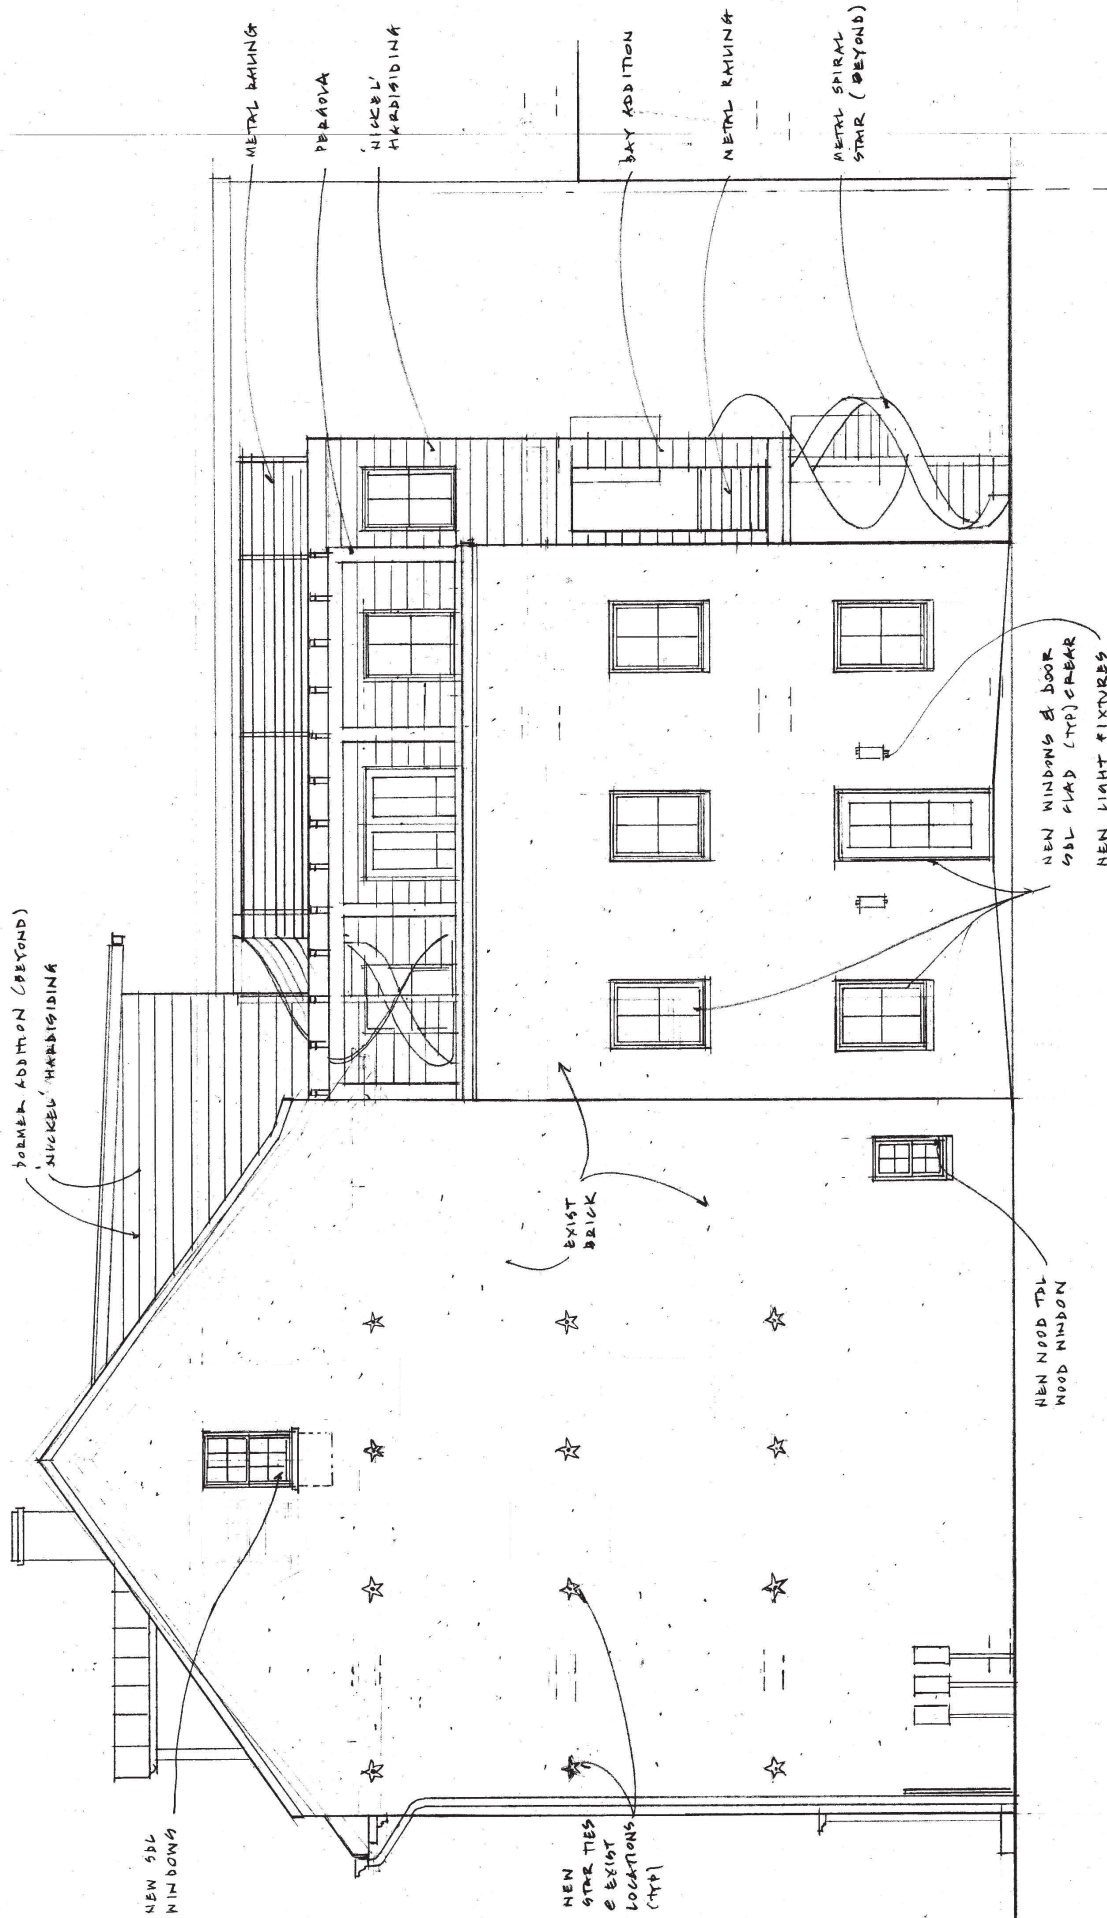 NEW SDL
WINDOWS
DORMER ADDITION (BEYOND)
'NICKEL' HARDISIDING
METAL RAILING
PERGOLA
'NICKEL'
HARDISIDING
BAY ADDITION
METAL RAILING
METAL SPIRAL
STAIR (BEYOND)
EXIST
BRICK
NEW
STAR TIES
@ EXIST
LOCATIONS
(TYP)
NEW WOOD TDL
WOOD WINDOW
NEW WINDOWS & DOOR
SDL CLAD (TYP) @ REAR
NEW LIGHT FIXTURES